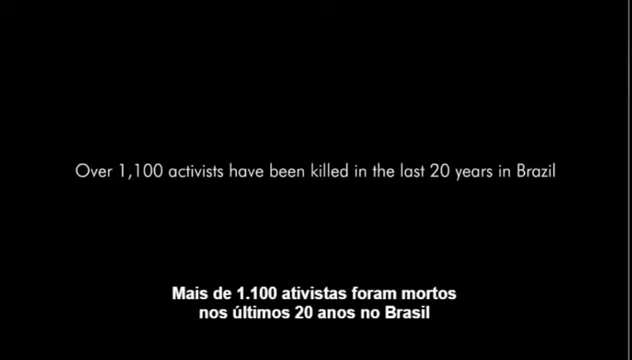 Over 1,100 activists have been killed in the last 20 years in Brazil
Mais de 1.100 ativistas foram mortos
nos últimos 20 anos no Brasil